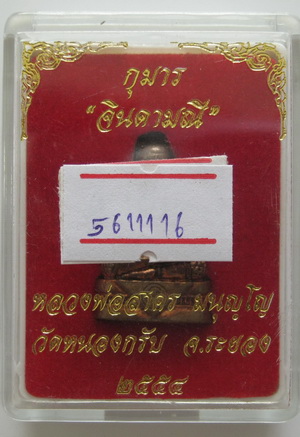 กุมาร
"จินดามณี"
5611116
หลวงพ่อสาคร มนุญฺโญ
วัดหนองกรับ จ.ระยอง
๒๕๕๔